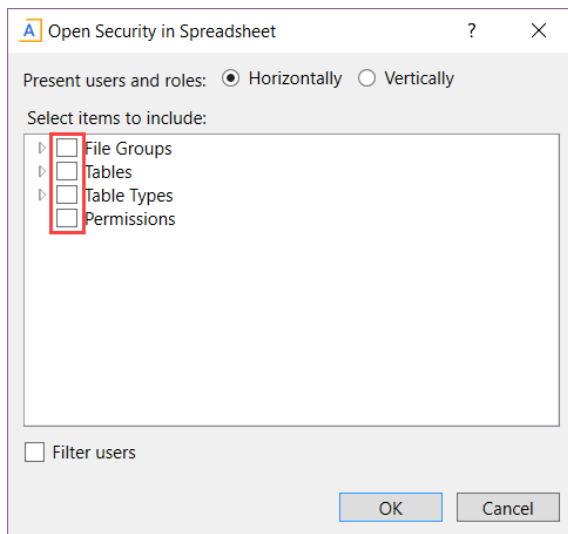 A Open Security in Spreadsheet ?
Present users and roles: Horizontally Vertically
Select items to include:
File Groups
Tables
Table Types
Permissions
Filter users
OK Cancel